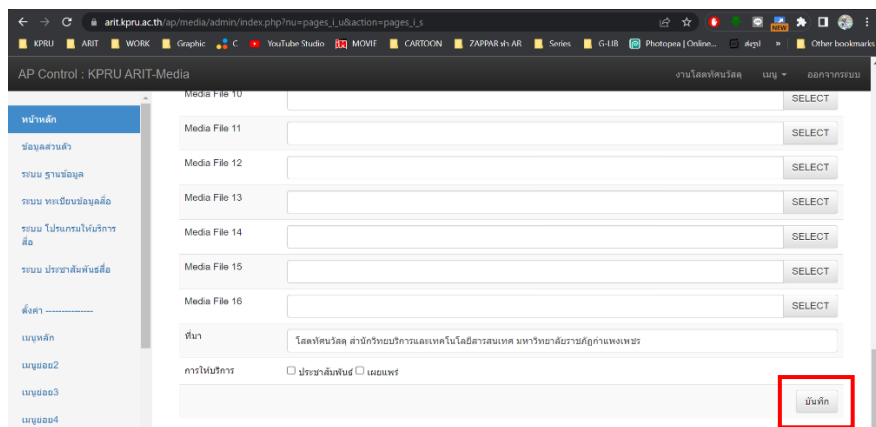 arit.kpru.ac.th/ap/media/admin/index.php?nu=pages_i_u&action=pages_i_s
NEW
KPRU ARIT WORK Graphic C YouTube Studio MOVIE CARTOON ZAPPAR ทำ AR Series G-LIB Photopea | Online... ส่งรูป » Other bookmarks
AP Control : KPRU ARIT-Media งานโสตทัศนวัสดุ เมนู ออกจากระบบ
หน้าหลัก
ข้อมูลส่วนตัว
ระบบ ฐานข้อมูล
ระบบ ทะเบียนข้อมูลสื่อ
ระบบ โปรแกรมให้บริการ
สื่อ
ระบบ ประชาสัมพันธ์สื่อ
ตั้งค่า ---------------
เมนูหลัก
เมนูย่อย2
เมนูย่อย3
เมนูย่อย4
Media File 10 SELECT
Media File 11 SELECT
Media File 12 SELECT
Media File 13 SELECT
Media File 14 SELECT
Media File 15 SELECT
Media File 16 SELECT
ที่มา โสตทัศนวัสดุ สำนักวิทยบริการและเทคโนโลยีสารสนเทศ มหาวิทยาลัยราชภัฏกำแพงเพชร
การให้บริการ ประชาสัมพันธ์ เผยแพร่
บันทึก